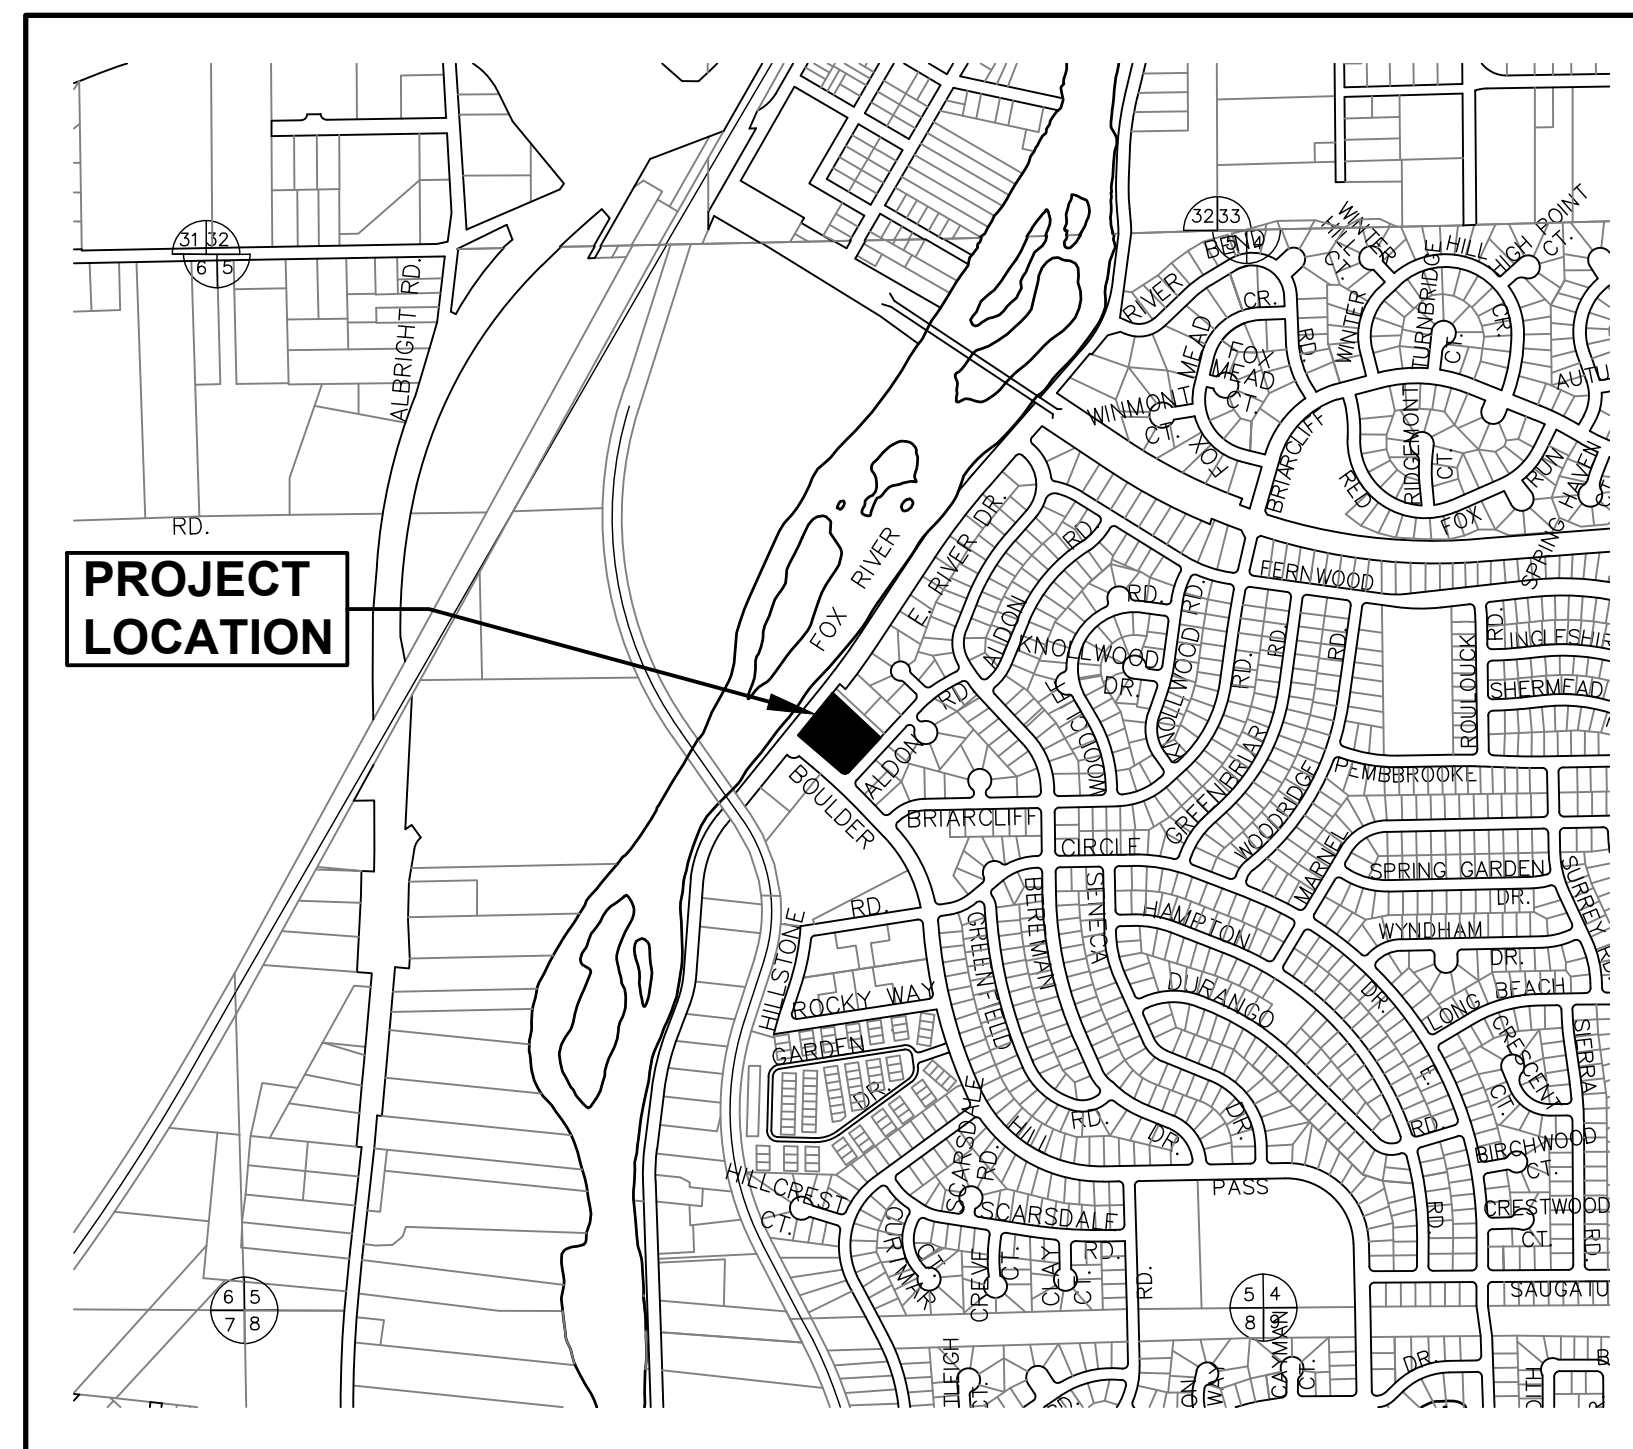 31 32
6 5
ALBRIGHT RD.
RD.
PROJECT
LOCATION
32 33
5 4
RIVER BEND
RD.
WINTER
HILL
HIGH POINT
CT.
CR.
WINTER
TURNBRIDGE
CT.
MEAD
CR.
FOX
MEAD
CT.
WINMONT
CT.
FOX
BRIARCLIFF
RED
FOX
RUN
RIDGEMONT
CT.
SPRING HAVEN
FOX RIVER
E. RIVER DR.
ALDON
RD.
FERNWOOD
RD.
KNOLLWOOD
DR.
KNOLLWOOD RD.
RD.
RD.
RD.
ROULOUCK
RD.
SHERMEAD
ALDON
RD.
BOULDER
BRIARCLIFF
CIRCLE
GREENBRIAR
WOODRIDGE
PEMBBROOKE
MARNEL
SPRING GARDEN
DR.
SURREY
RD.
WYNDHAM
DR.
HILLSTONE
RD.
GREENFIELD
BEREMAN
SENECA
HAMPTON
DR.
DURANGO
DR.
ROCKY WAY
GARDEN
DR.
BEACH
CRESCENT
CT.
SIERRA
RD.
E.
RD.
BIRCHWOOD
CT.
CRESTWOOD
CT.
RD.
HILL
RD.
DR.
PASS
SCARSDALE
RD.
SCARSDALE
RD.
HILLCREST
CT.
CREVE
CT.
CLAY
CT.
RD.
6 5
7 8
5 4
8 9
CAYMAN
CT.
DR.